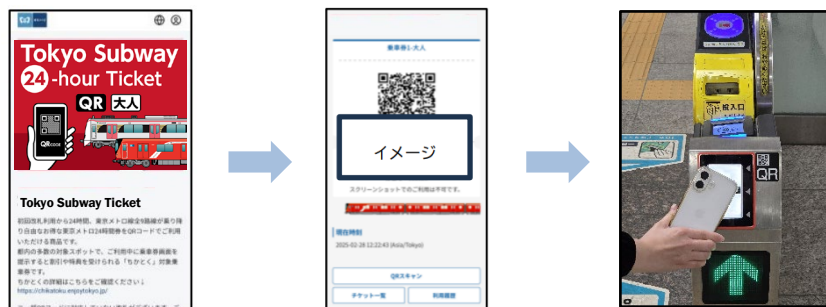 Tokyo Subway
24-hour Ticket
QR 大人
QRCODE
Tokyo Subway Ticket
初回改札利用から24時間、東京メトロ線全9路線が乗り降
り自由なお得な東京メトロ24時間券をQRコードでご利用
いただける商品です。
都内の多数の対象スポットで、ご利用中に乗車券画面を
提示すると割引や特典を受けられる「ちかとく」対象乗
車券です。
ちかとくの詳細はこちらをご確認ください↓
https://chikatoku.enjoytokyo.jp/
乗車券1-大人
イメージ
スクリーンショットでのご利用は不可です。
現在時刻
2025-02-28 12:22:43 (Asia/Tokyo)
QRスキャン
チケット一覧
利用履歴
投入口
QR